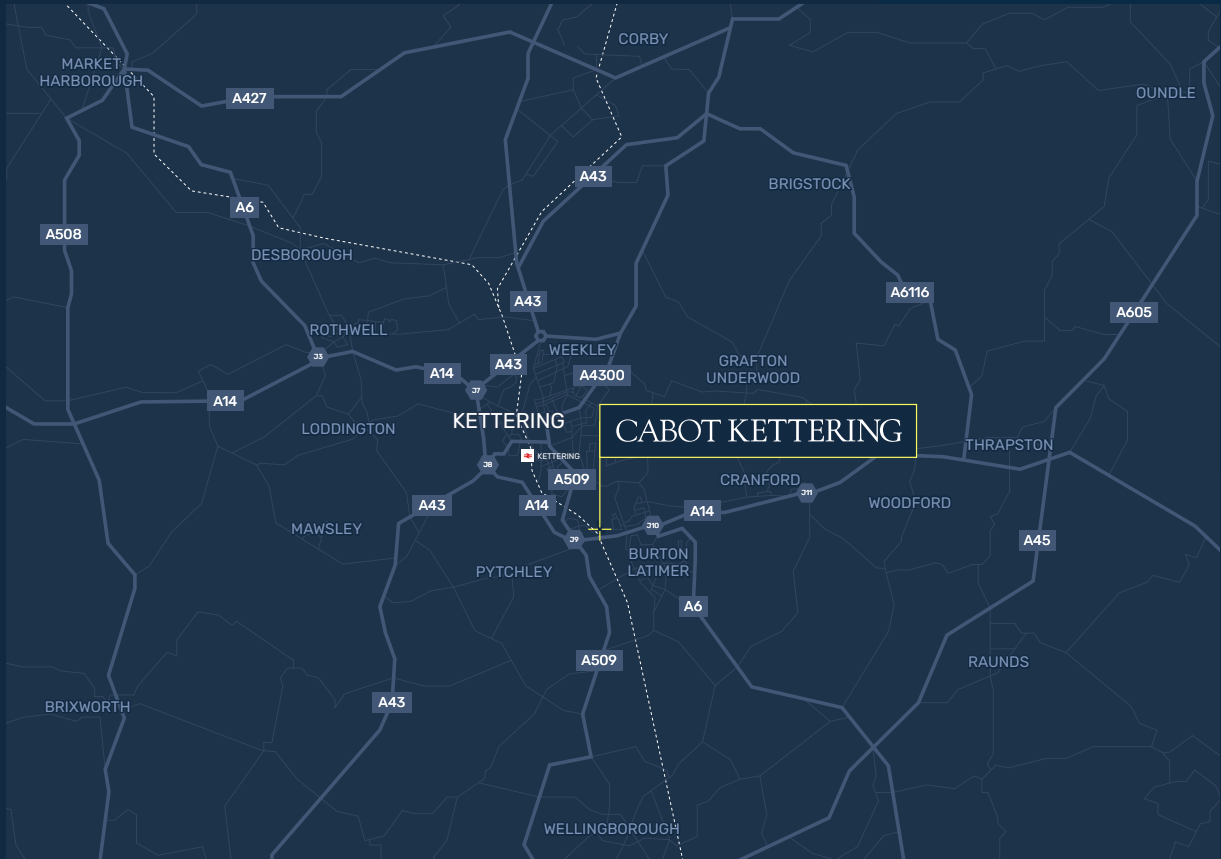 CORBY
MARKET
HARBOROUGH
OUNDLE
A427
A43
BRIGSTOCK
A6
A508
DESBOROUGH
A6116
A43
A605
ROTHWELL
WEEKLEY
J3
A43
GRAFTON
UNDERWOOD
A14
A4300
J7
A14
KETTERING
LODDINGTON
CABOT KETTERING
THRAPSTON
KETTERING
J8
A509
CRANFORD
J11
WOODFORD
A43
A14
A14
MAWSLEY
J10
J9
A45
BURTON
LATIMER
PYTCHLEY
A6
A509
RAUNDS
A43
BRIXWORTH
WELLINGBOROUGH